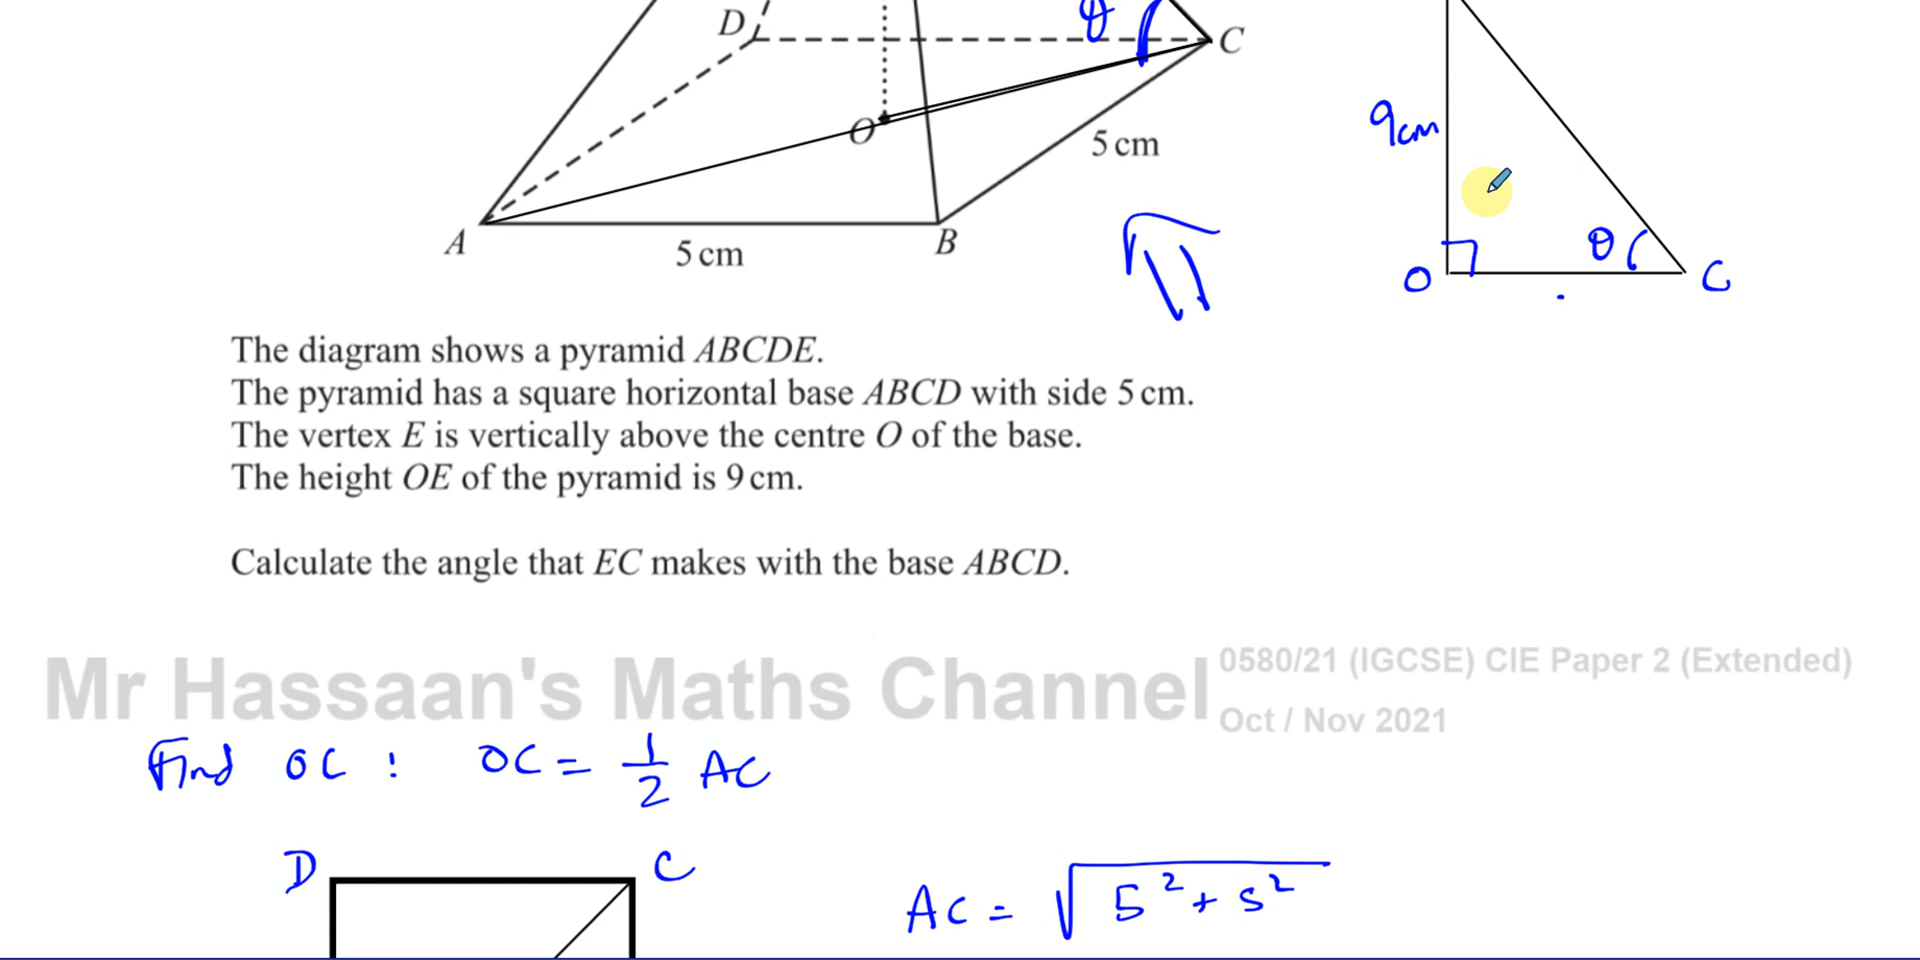 D
θ
C
9cm
O
5 cm
θ
A
B
5 cm
O
C
The diagram shows a pyramid ABCDE.
The pyramid has a square horizontal base ABCD with side 5 cm.
The vertex E is vertically above the centre O of the base.
The height OE of the pyramid is 9 cm.
Calculate the angle that EC makes with the base ABCD.
Mr Hassaan's Maths Channel
0580/21 (IGCSE) CIE Paper 2 (Extended)
Oct / Nov 2021
Find OC : OC = 1/2 AC
D
C
AC = √5² + 5²